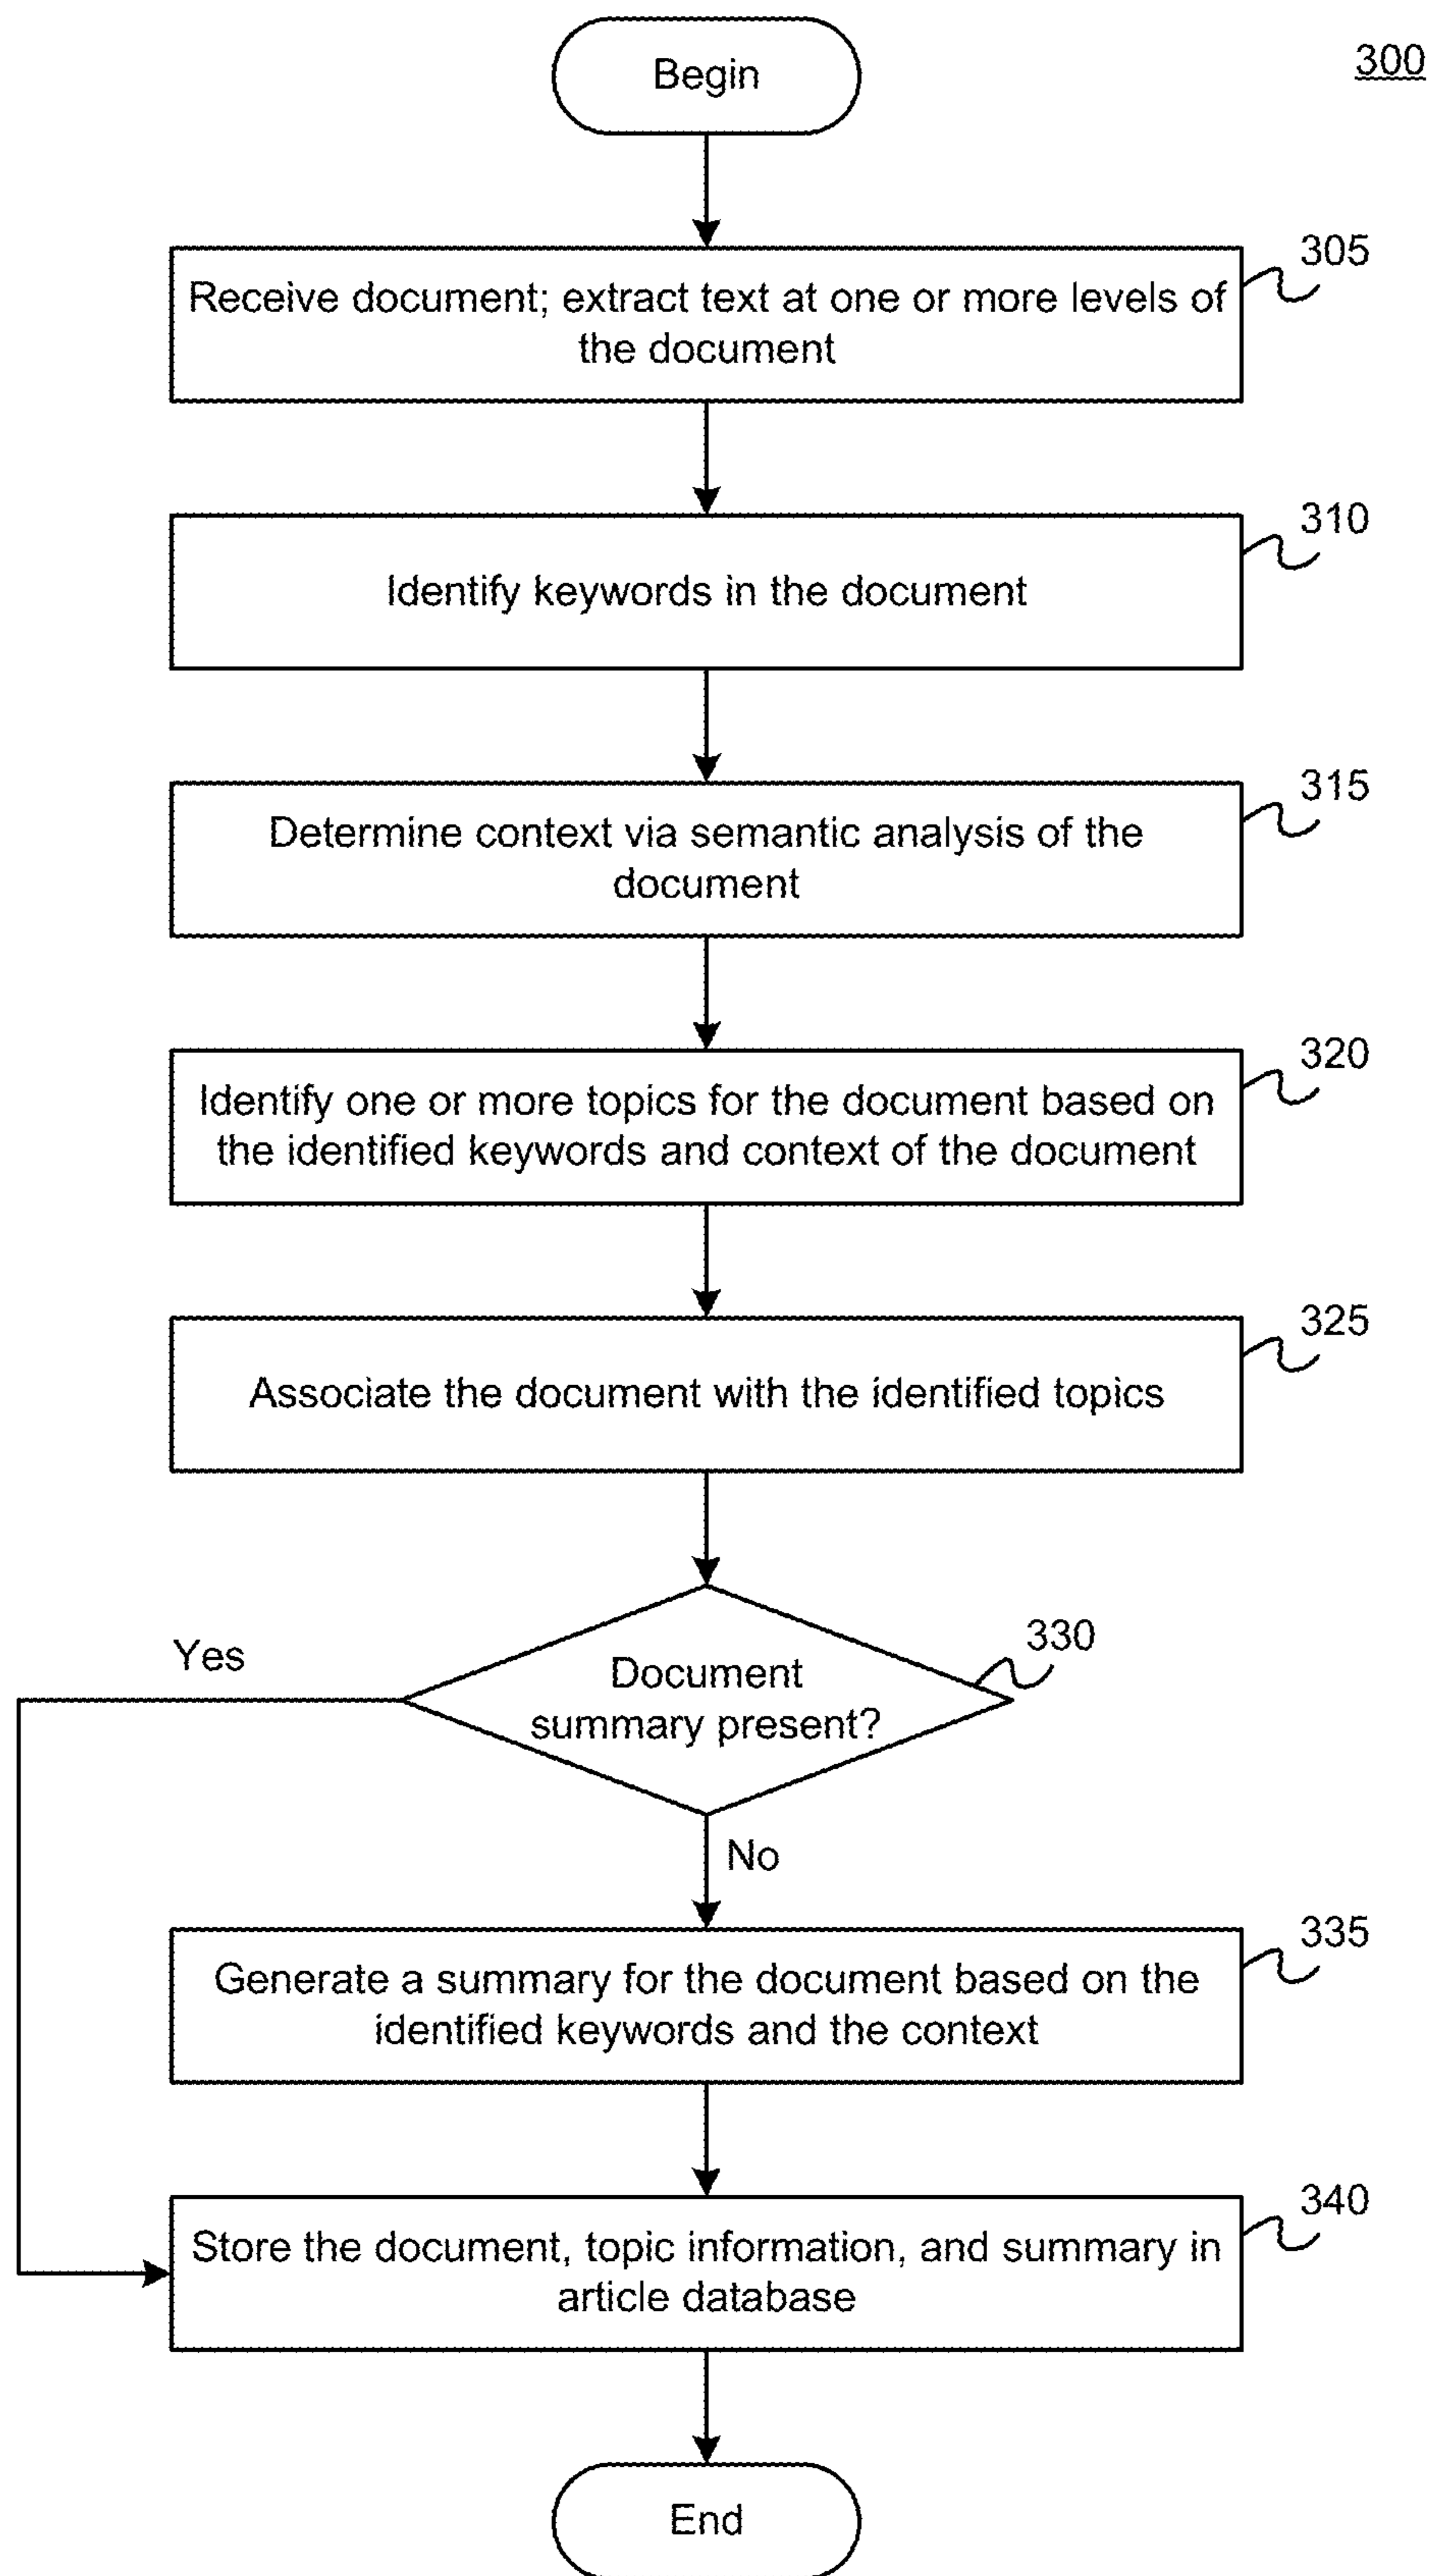 Begin
300
305
Receive document; extract text at one or more levels of
the document
310
Identify keywords in the document
315
Determine context via semantic analysis of the
document
320
Identify one or more topics for the document based on
the identified keywords and context of the document
325
Associate the document with the identified topics
330
Yes
Document
summary present?
No
335
Generate a summary for the document based on the
identified keywords and the context
340
Store the document, topic information, and summary in
article database
End